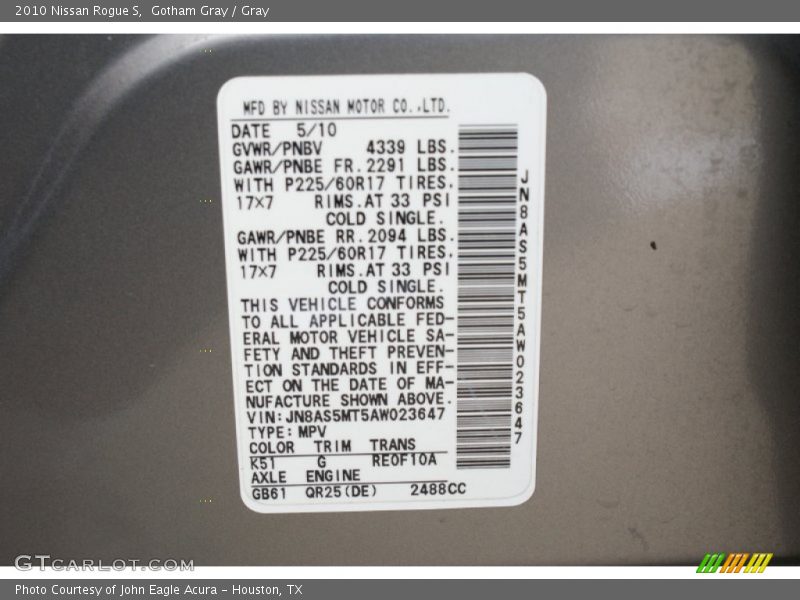 2010 Nissan Rogue S, Gotham Gray / Gray
MFD BY NISSAN MOTOR CO.,LTD.
DATE 5/10
GVWR/PNBV 4339 LBS.
GAWR/PNBE FR. 2291 LBS.
WITH P225/60R17 TIRES.
17×7 RIMS.AT 33 PSI
COLD SINGLE.
GAWR/PNBE RR. 2094 LBS.
WITH P225/60R17 TIRES.
17×7 RIMS.AT 33 PSI
COLD SINGLE.
THIS VEHICLE CONFORMS
TO ALL APPLICABLE FED-
ERAL MOTOR VEHICLE SA-
FETY AND THEFT PREVEN-
TION STANDARDS IN EFF-
ECT ON THE DATE OF MA-
NUFACTURE SHOWN ABOVE.
VIN:JN8AS5MT5AW023647
TYPE:MPV
COLOR TRIM TRANS
K51 G RE0F10A
AXLE ENGINE
GB61 QR25(DE) 2488CC
JN8AS5MT5AW023647
GTCARLOT.COM
Photo Courtesy of John Eagle Acura - Houston, TX